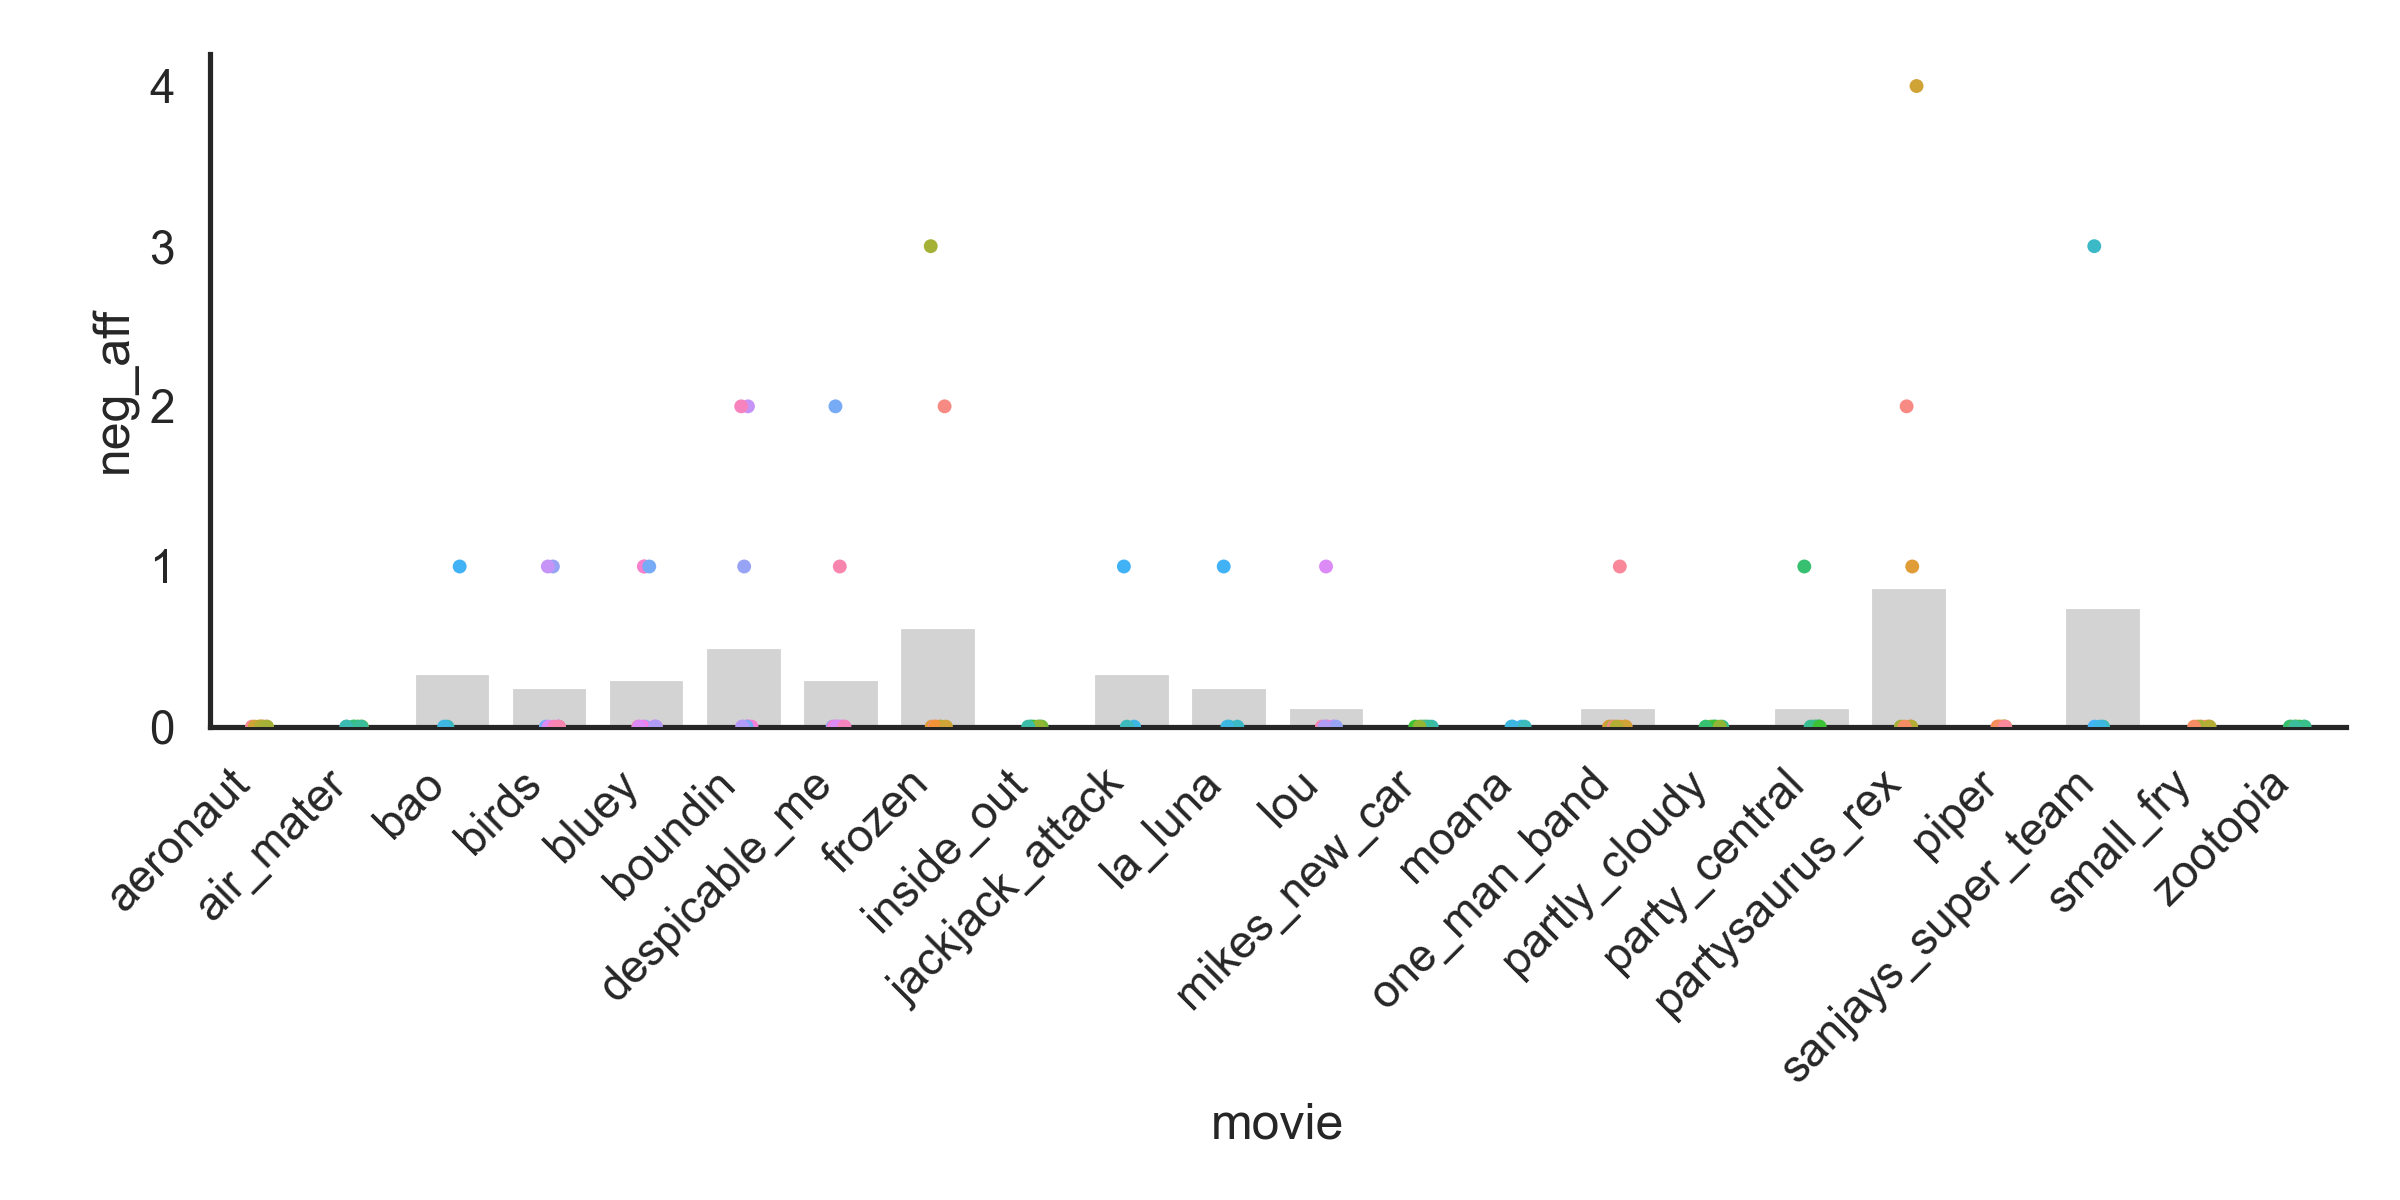 4
3
2
1
0
neg_aff
aeronaut
air_mater
bao
birds
bluey
boundin
despicable_me
frozen
inside_out
jackjack_attack
la_luna
lou
mikes_new_car
moana
one_man_band
partly_cloudy
party_central
partysaurus_rex
piper
sanjays_super_team
small_fry
zootopia
movie